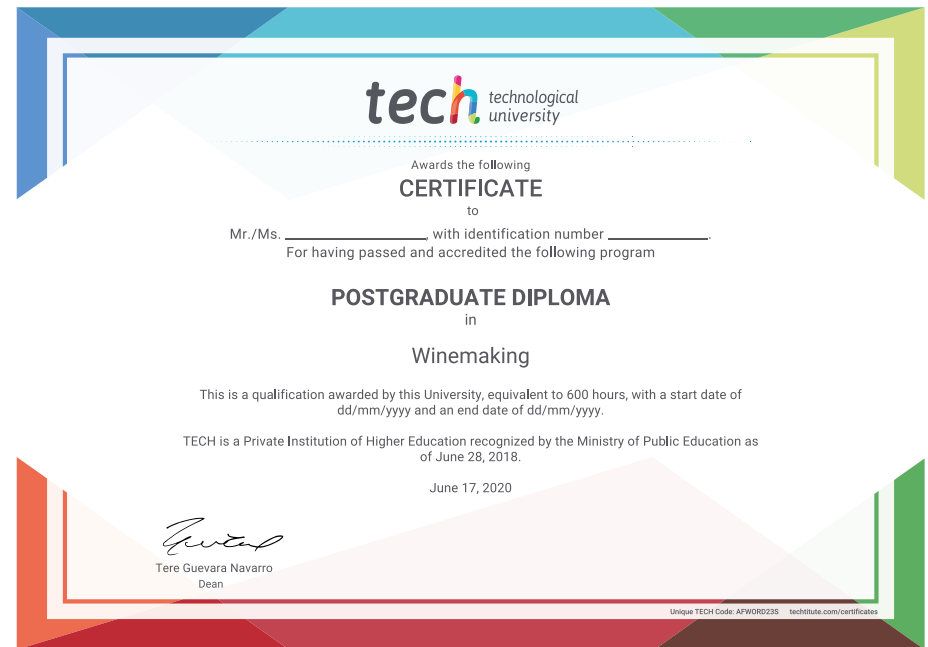 tech technological
university
Awards the following
CERTIFICATE
to
Mr./Ms. ____________________, with identification number ______________.
For having passed and accredited the following program
POSTGRADUATE DIPLOMA
in
Winemaking
This is a qualification awarded by this University, equivalent to 600 hours, with a start date of
dd/mm/yyyy and an end date of dd/mm/yyyy.
TECH is a Private Institution of Higher Education recognized by the Ministry of Public Education as
of June 28, 2018.
June 17, 2020
Tere Guevara Navarro
Dean
Unique TECH Code: AFWORD23S techtitute.com/certificates